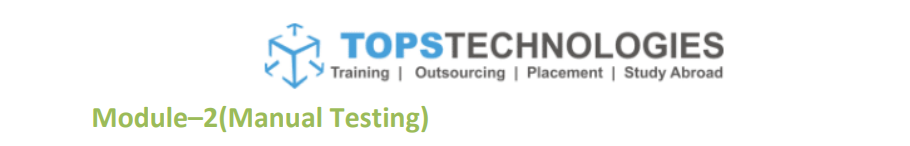 TOPSTECHNOLOGIES
Training | Outsourcing | Placement | Study Abroad
Module–2(Manual Testing)